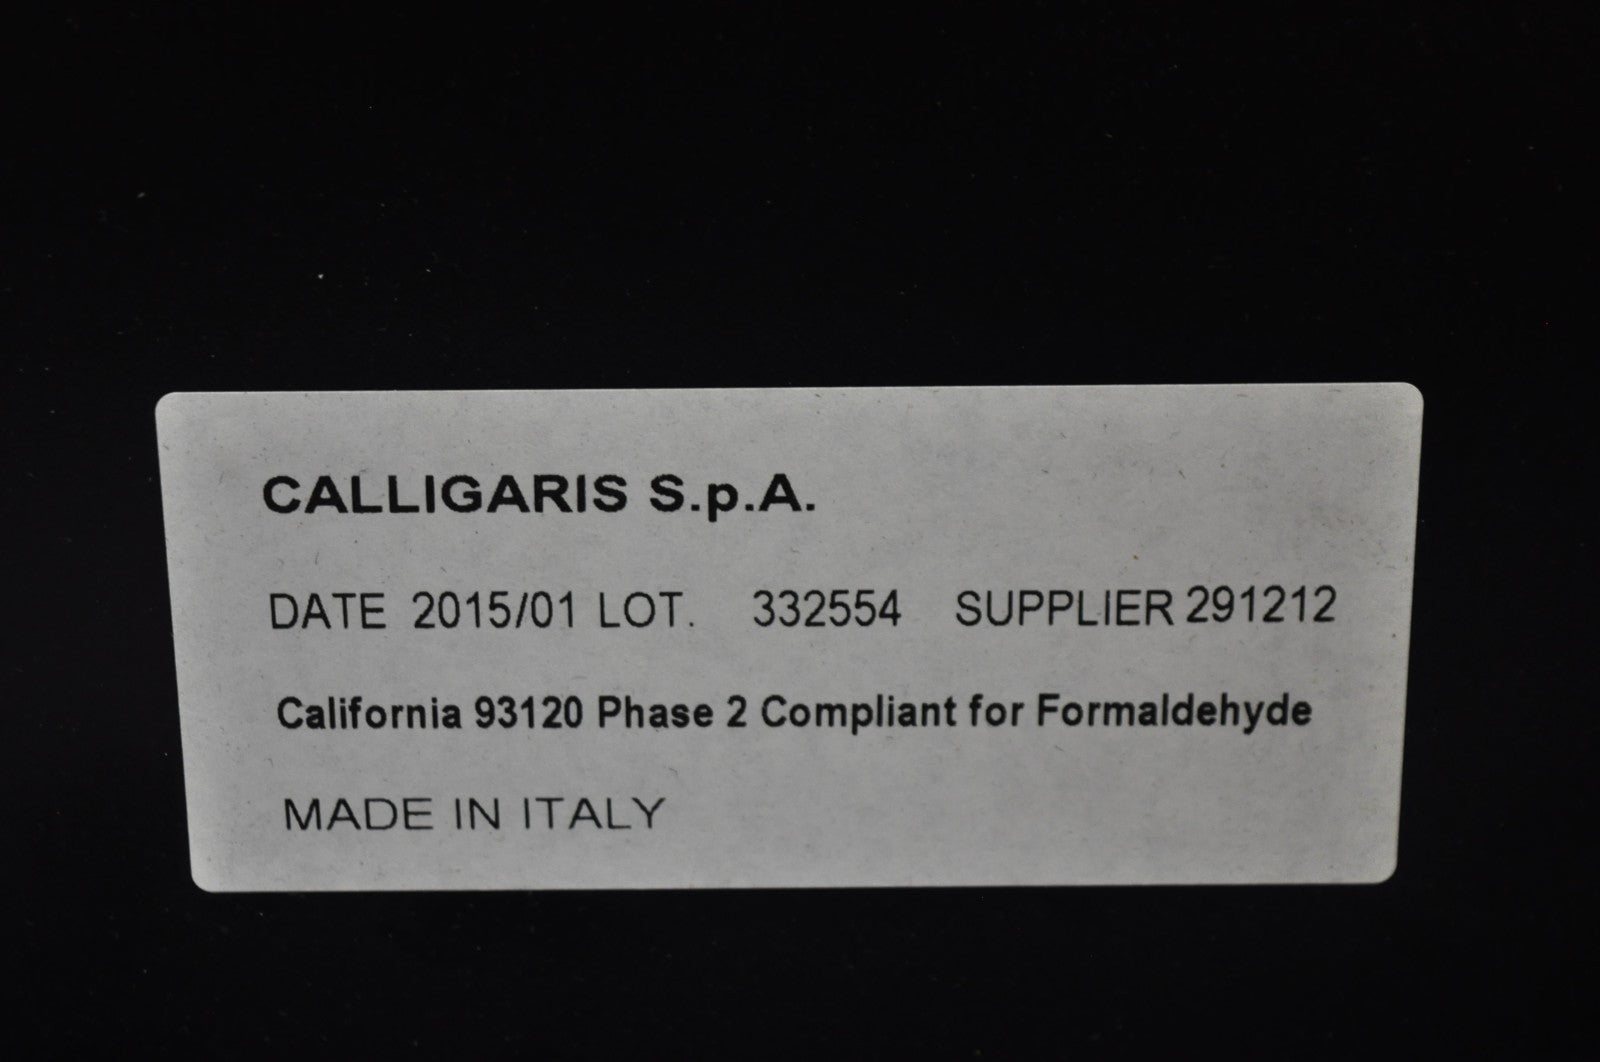 CALLIGARIS S.p.A.
DATE 2015/01 LOT. 332554 SUPPLIER 291212
California 93120 Phase 2 Compliant for Formaldehyde
MADE IN ITALY